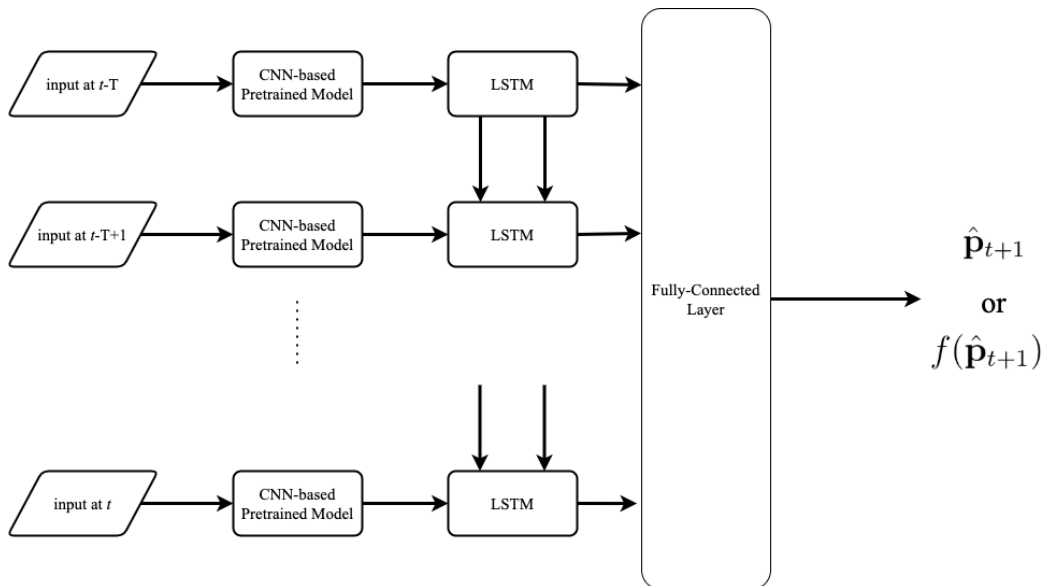 input at t-T
CNN-based
Pretrained Model
LSTM
input at t-T+1
CNN-based
Pretrained Model
LSTM
Fully-Connected
Layer
p̂_{t+1}
or
f(p̂_{t+1})
input at t
CNN-based
Pretrained Model
LSTM